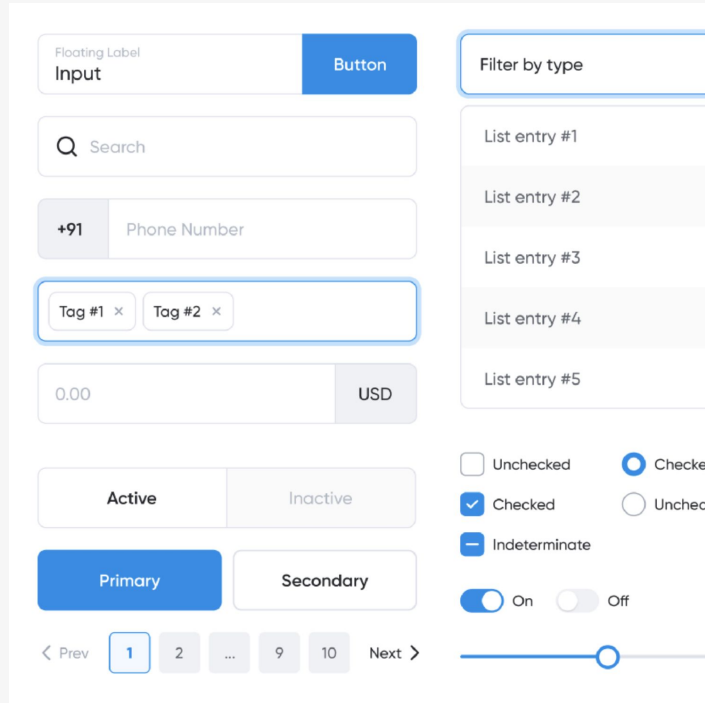 Floating Label
Input
Button
Search
+91
Phone Number
Tag #1 ×
Tag #2 ×
0.00
USD
Active
Inactive
Primary
Secondary
Prev
1
2
...
9
10
Next
Filter by type
List entry #1
List entry #2
List entry #3
List entry #4
List entry #5
Unchecked
Checke
Checked
Unchec
Indeterminate
On
Off